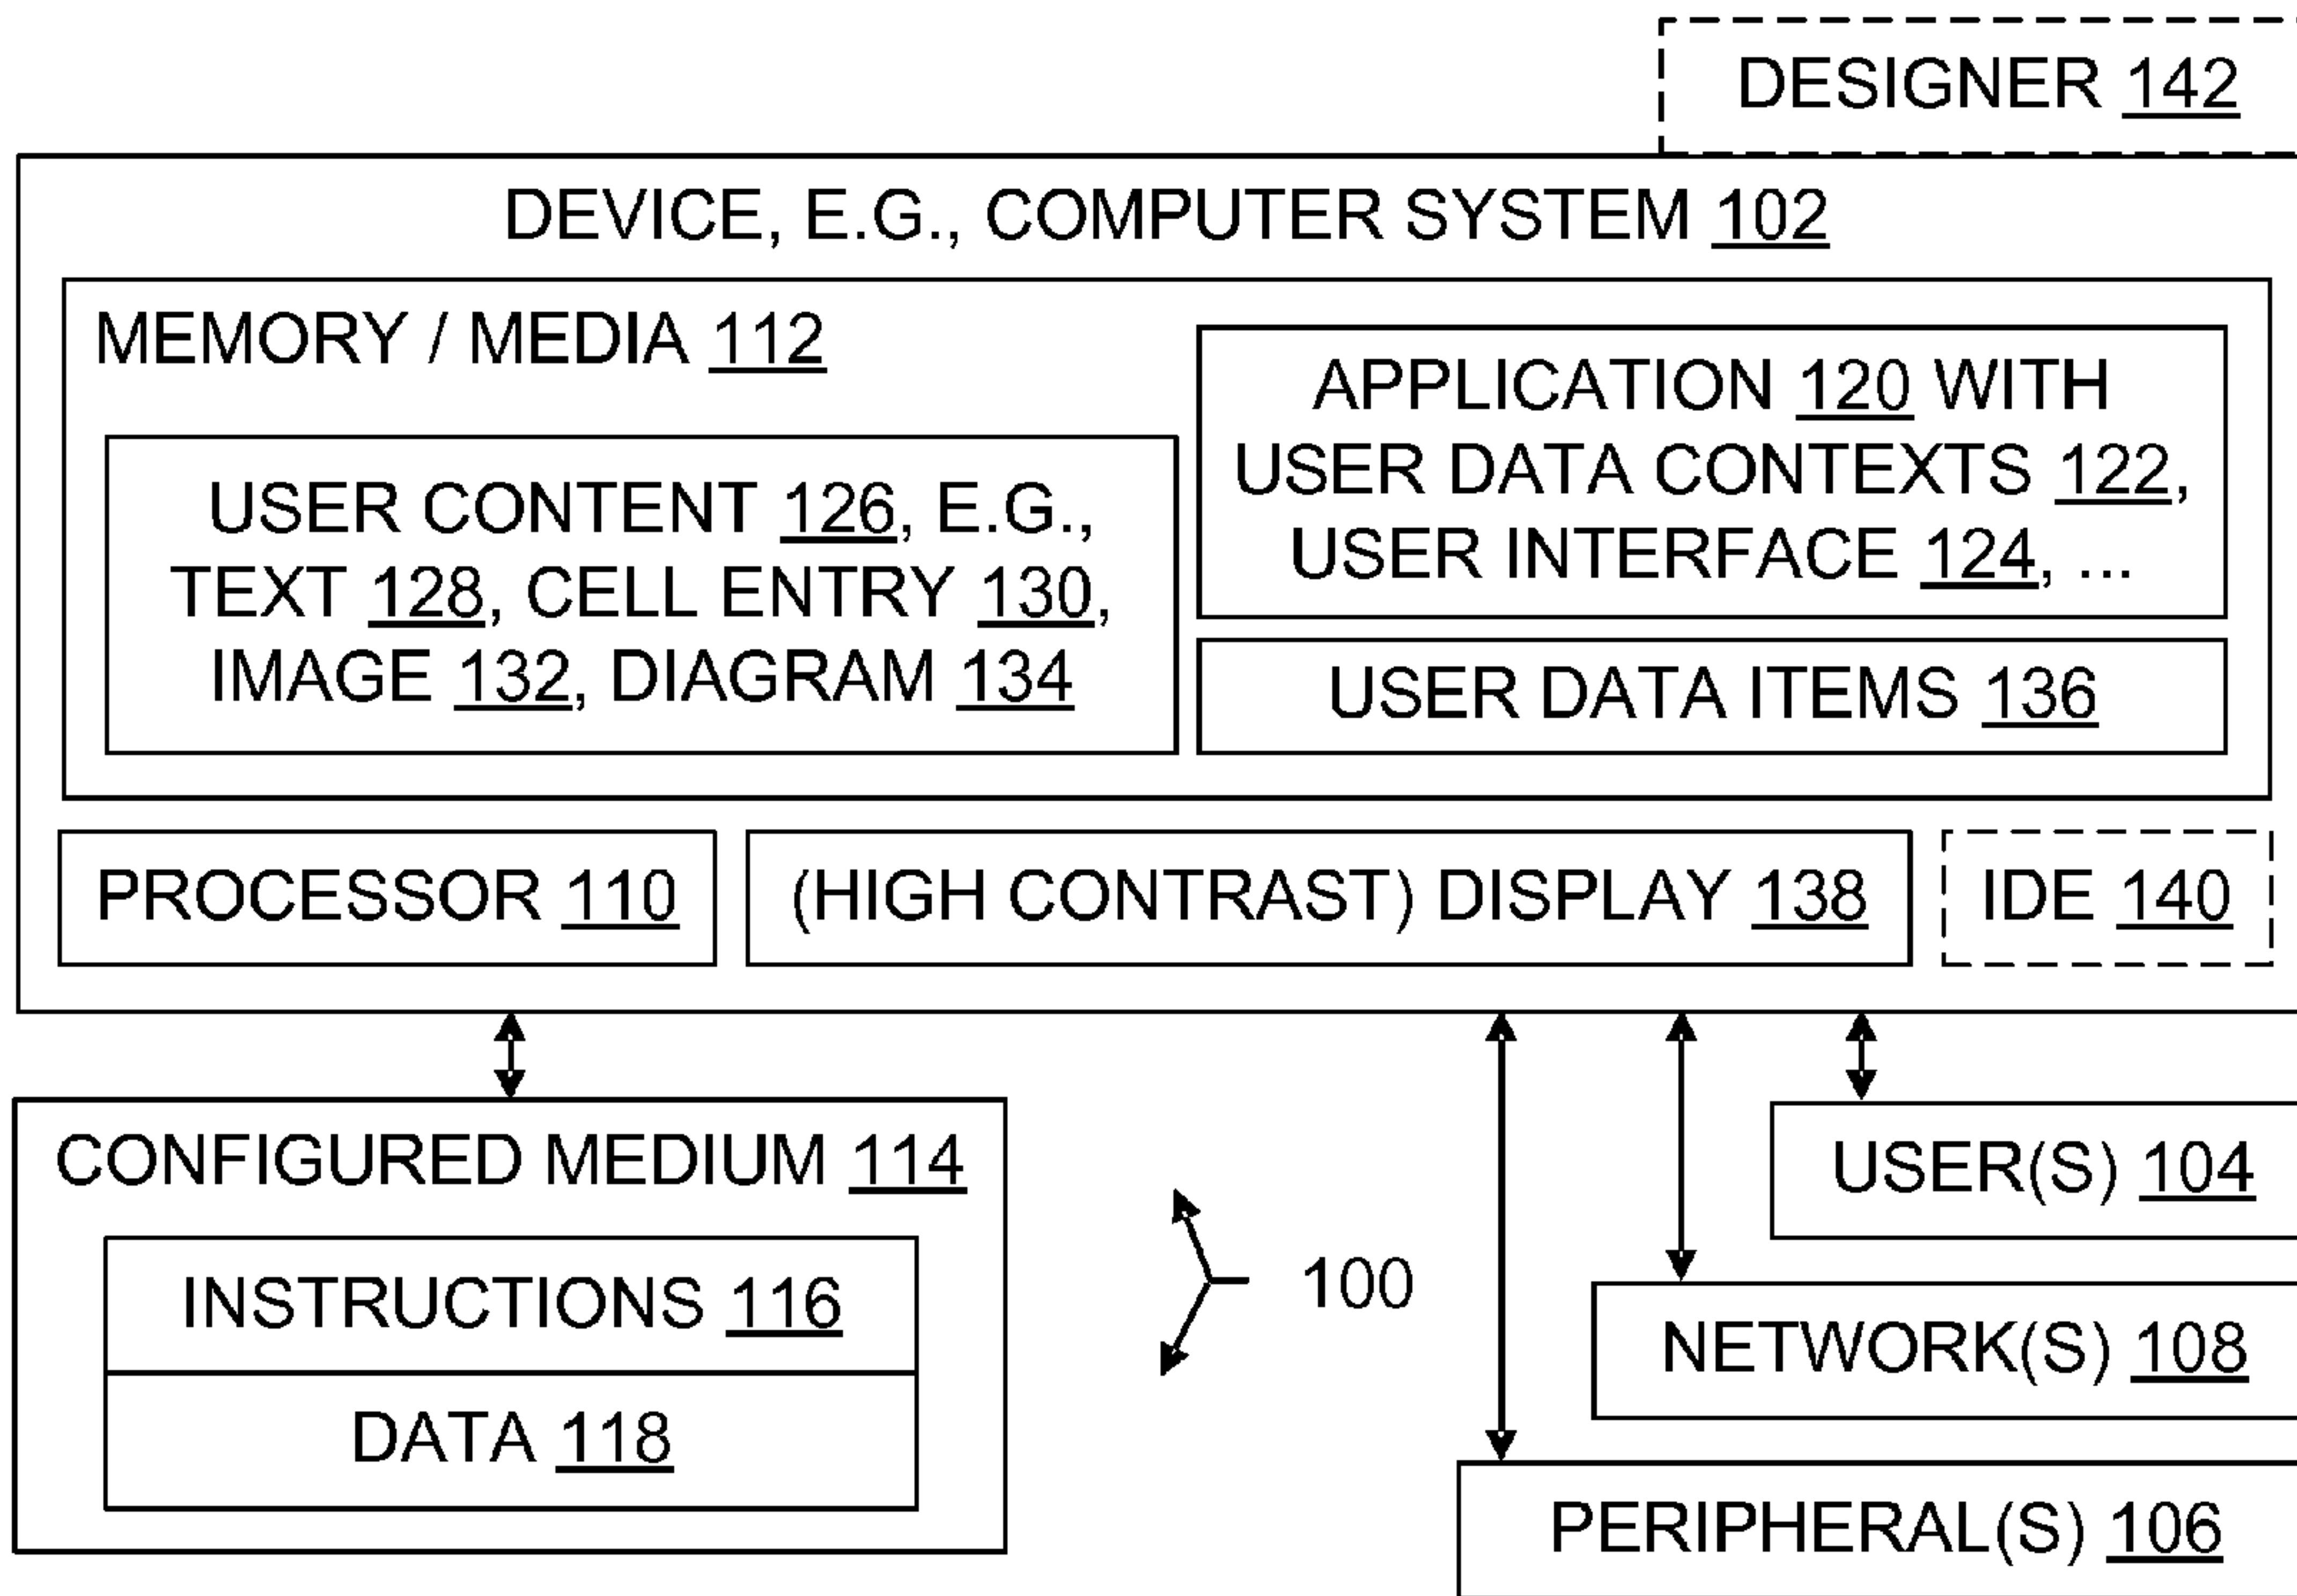 DESIGNER 142
DEVICE, E.G., COMPUTER SYSTEM 102
MEMORY / MEDIA 112
USER CONTENT 126, E.G.,
TEXT 128, CELL ENTRY 130,
IMAGE 132, DIAGRAM 134
APPLICATION 120 WITH
USER DATA CONTEXTS 122,
USER INTERFACE 124, ...
USER DATA ITEMS 136
PROCESSOR 110
(HIGH CONTRAST) DISPLAY 138
IDE 140
CONFIGURED MEDIUM 114
INSTRUCTIONS 116
DATA 118
100
USER(S) 104
NETWORK(S) 108
PERIPHERAL(S) 106